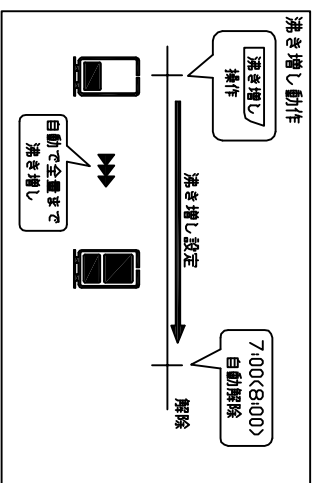 沸き増し動作
沸き増し
操作
7:00(8:00)
自動解除
沸き増し設定
解除
自動で全量まで
沸き増し